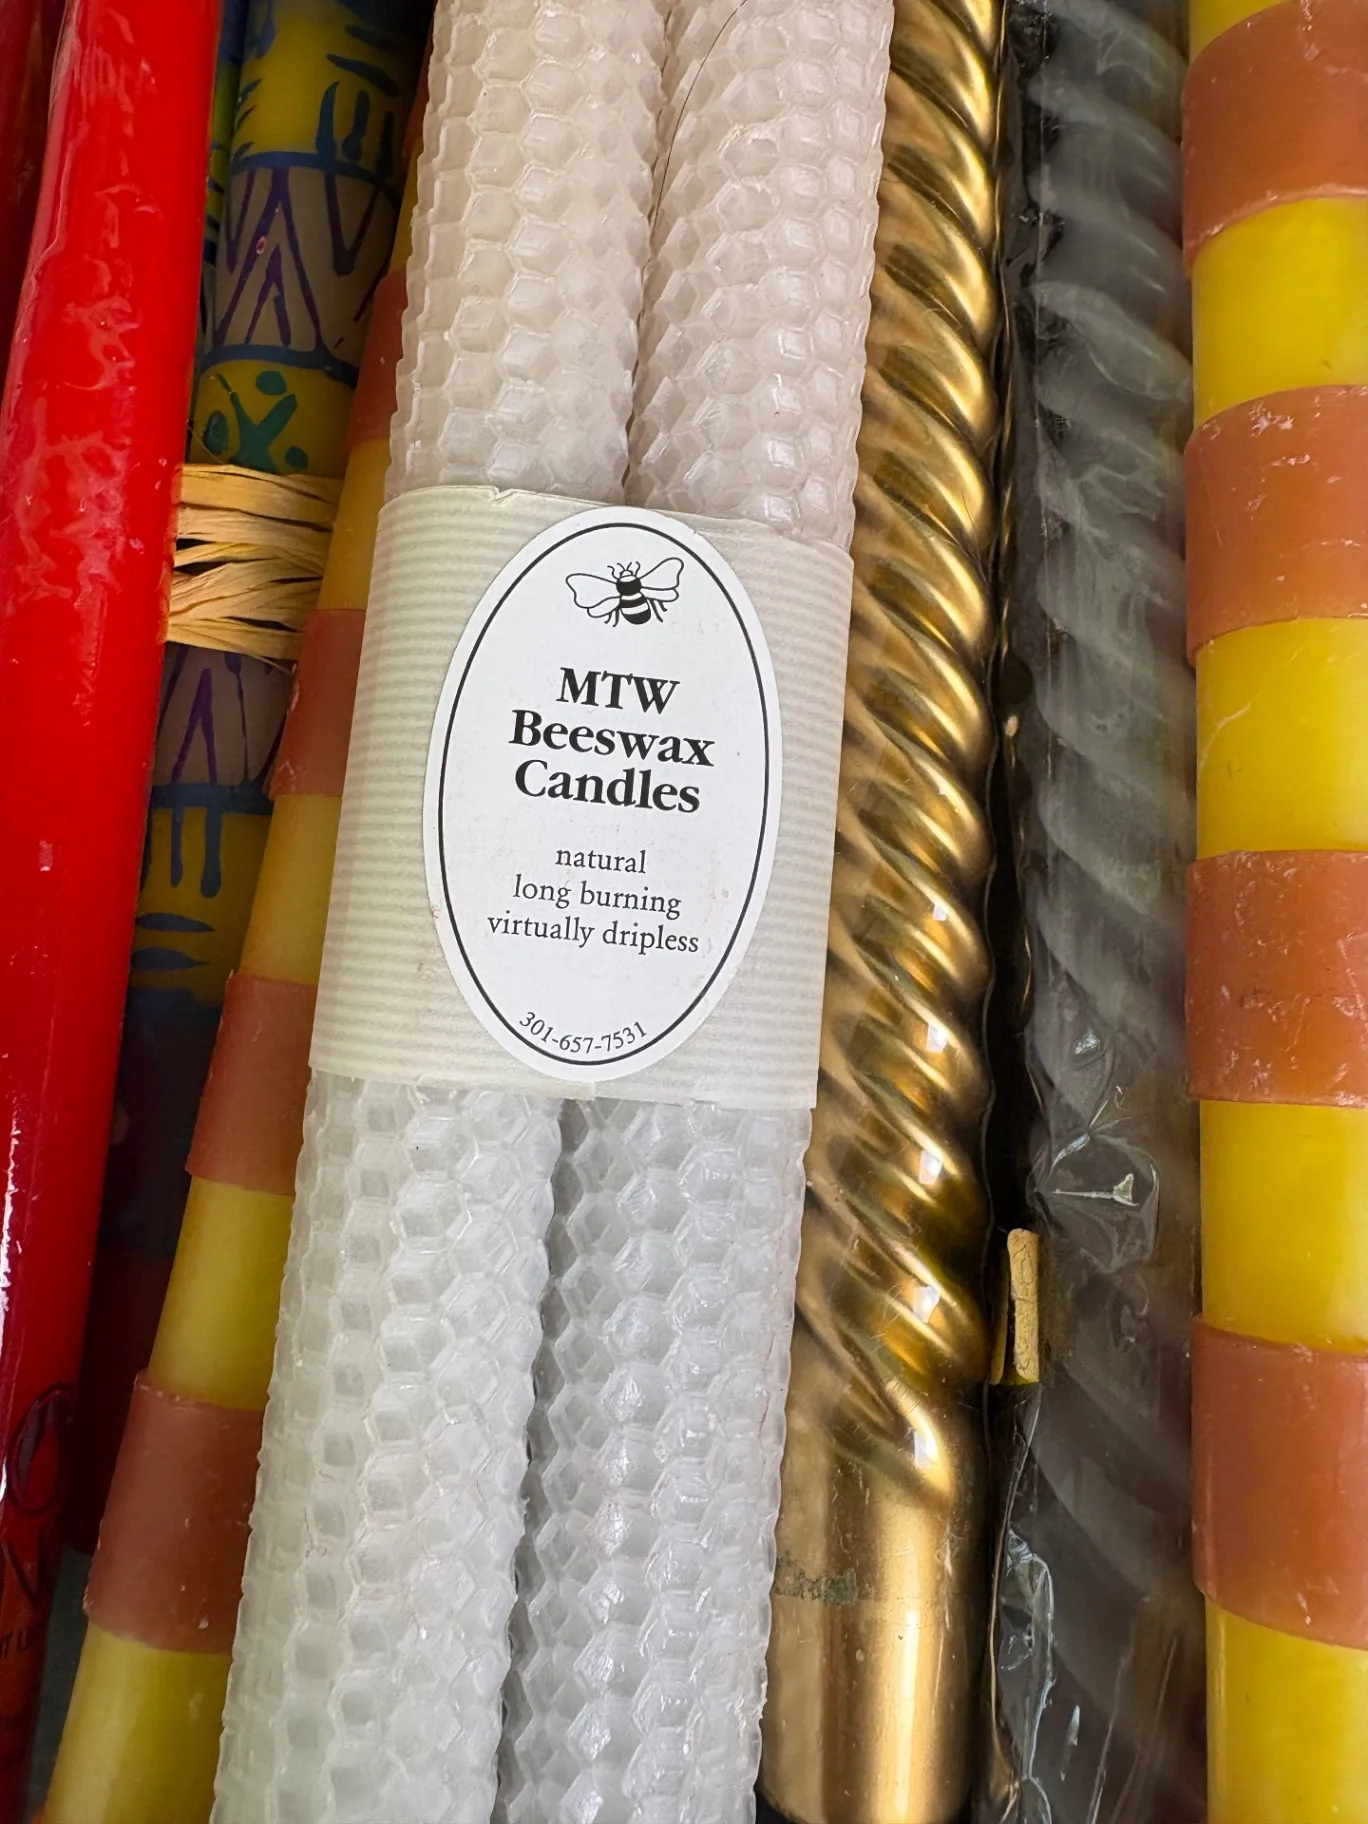 MTW
Beeswax
Candles
natural
long burning
virtually dripless
301-657-7531